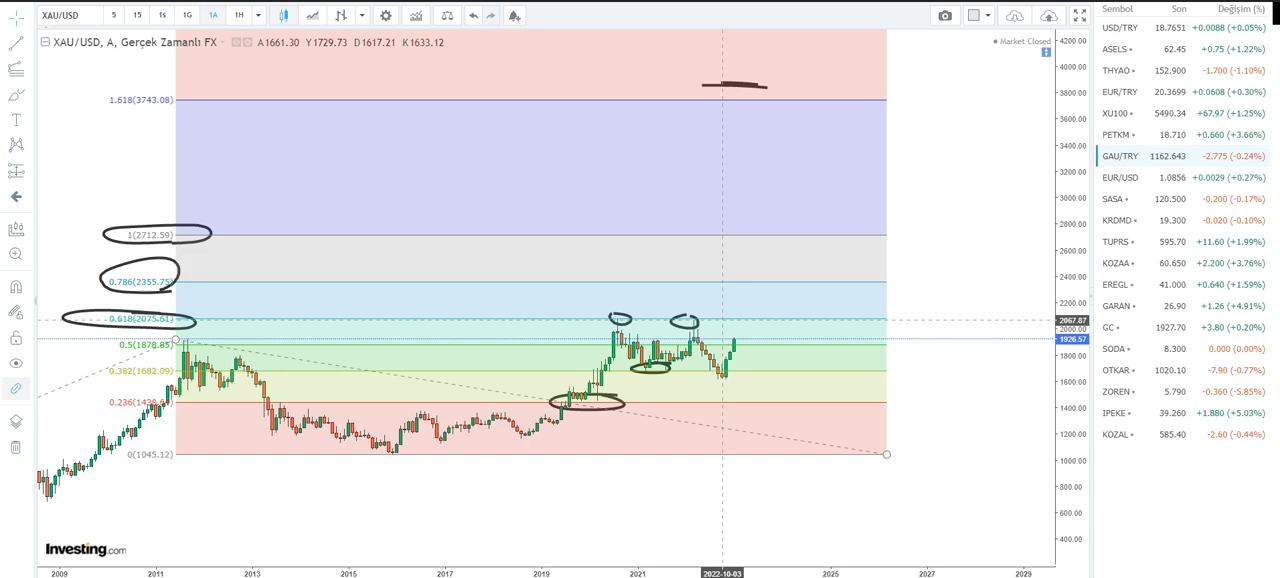 XAU/USD 5 15 1s 1G 1A 1H
XAU/USD, A, Gerçek Zamanlı FX A1661.30 Y1729.73 D1617.21 K1633.12
Market Closed
1.618(3743.08)
1(2712.59)
0.786(2355.75)
0.618(2075.61)
0.5(1878.85)
0.382(1682.09)
0.236(1438.64)
0(1045.12)
4200.00
4000.00
3800.00
3600.00
3400.00
3200.00
3000.00
2800.00
2600.00
2400.00
2200.00
2067.87
2000.00
1926.57
1800.00
1600.00
1400.00
1200.00
1000.00
800.00
600.00
400.00
Investing.com
2009 2011 2013 2015 2017 2019 2021 2022-10-03 2025 2027 2029
Sembol Son Değişim (%)
USD/TRY 18.7651 +0.0088 (+0.05%)
ASELS 62.45 +0.75 (+1.22%)
THYAO 152.900 -1.700 (-1.10%)
EUR/TRY 20.3699 +0.0608 (+0.30%)
XU100 5490.34 +67.97 (+1.25%)
PETKM 18.710 +0.660 (+3.66%)
GAU/TRY 1162.643 -2.775 (-0.24%)
EUR/USD 1.0856 +0.0029 (+0.27%)
SASA 120.500 -0.200 (-0.17%)
KRDMD 19.300 -0.020 (-0.10%)
TUPRS 595.70 +11.60 (+1.99%)
KOZAA 60.650 +2.200 (+3.76%)
EREGL 41.000 +0.640 (+1.59%)
GARAN 26.90 +1.26 (+4.91%)
GC 1927.70 +3.80 (+0.20%)
SODA 8.300 0.000 (0.00%)
OTKAR 1020.10 -7.90 (-0.77%)
ZOREN 5.790 -0.360 (-5.85%)
IPEKE 39.260 +1.880 (+5.03%)
KOZAL 585.40 -2.60 (-0.44%)